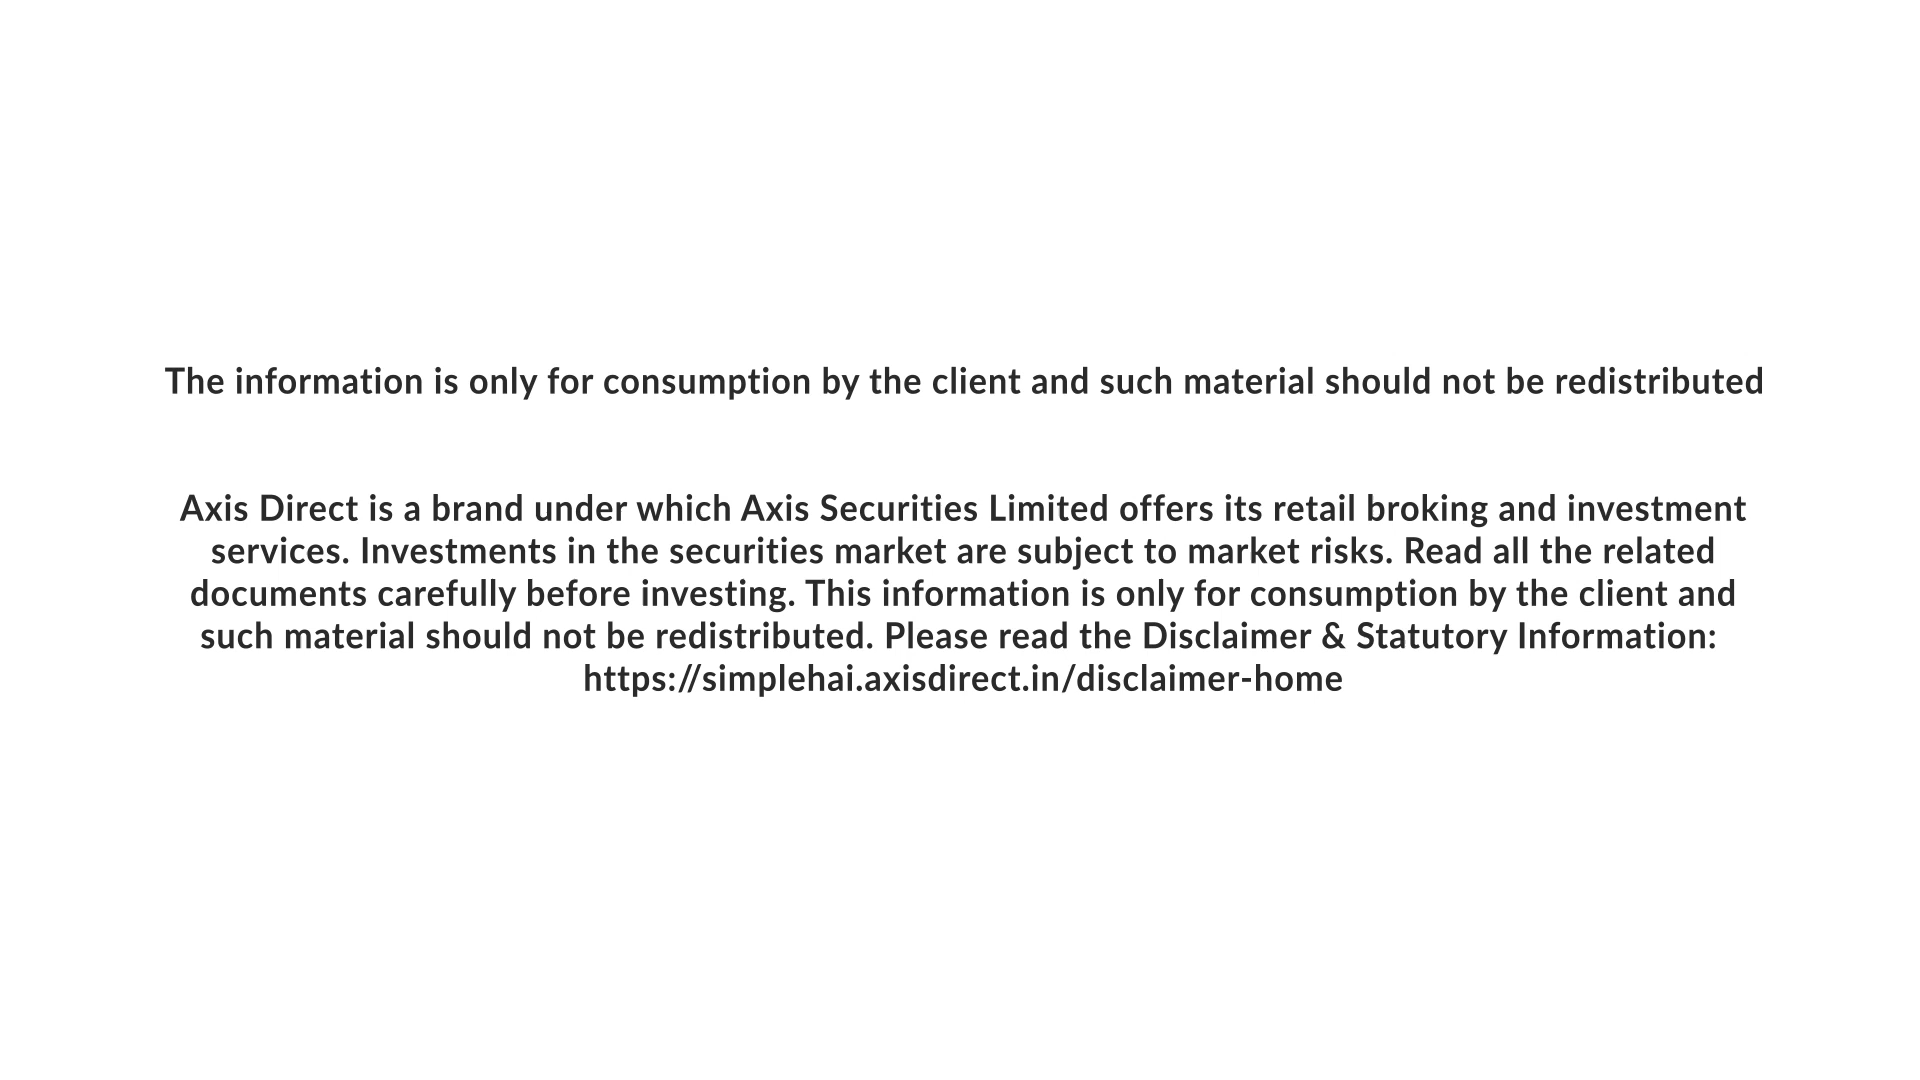 The information is only for consumption by the client and such material should not be redistributed
Axis Direct is a brand under which Axis Securities Limited offers its retail broking and investment
services. Investments in the securities market are subject to market risks. Read all the related
documents carefully before investing. This information is only for consumption by the client and
such material should not be redistributed. Please read the Disclaimer & Statutory Information:
https://simplehai.axisdirect.in/disclaimer-home